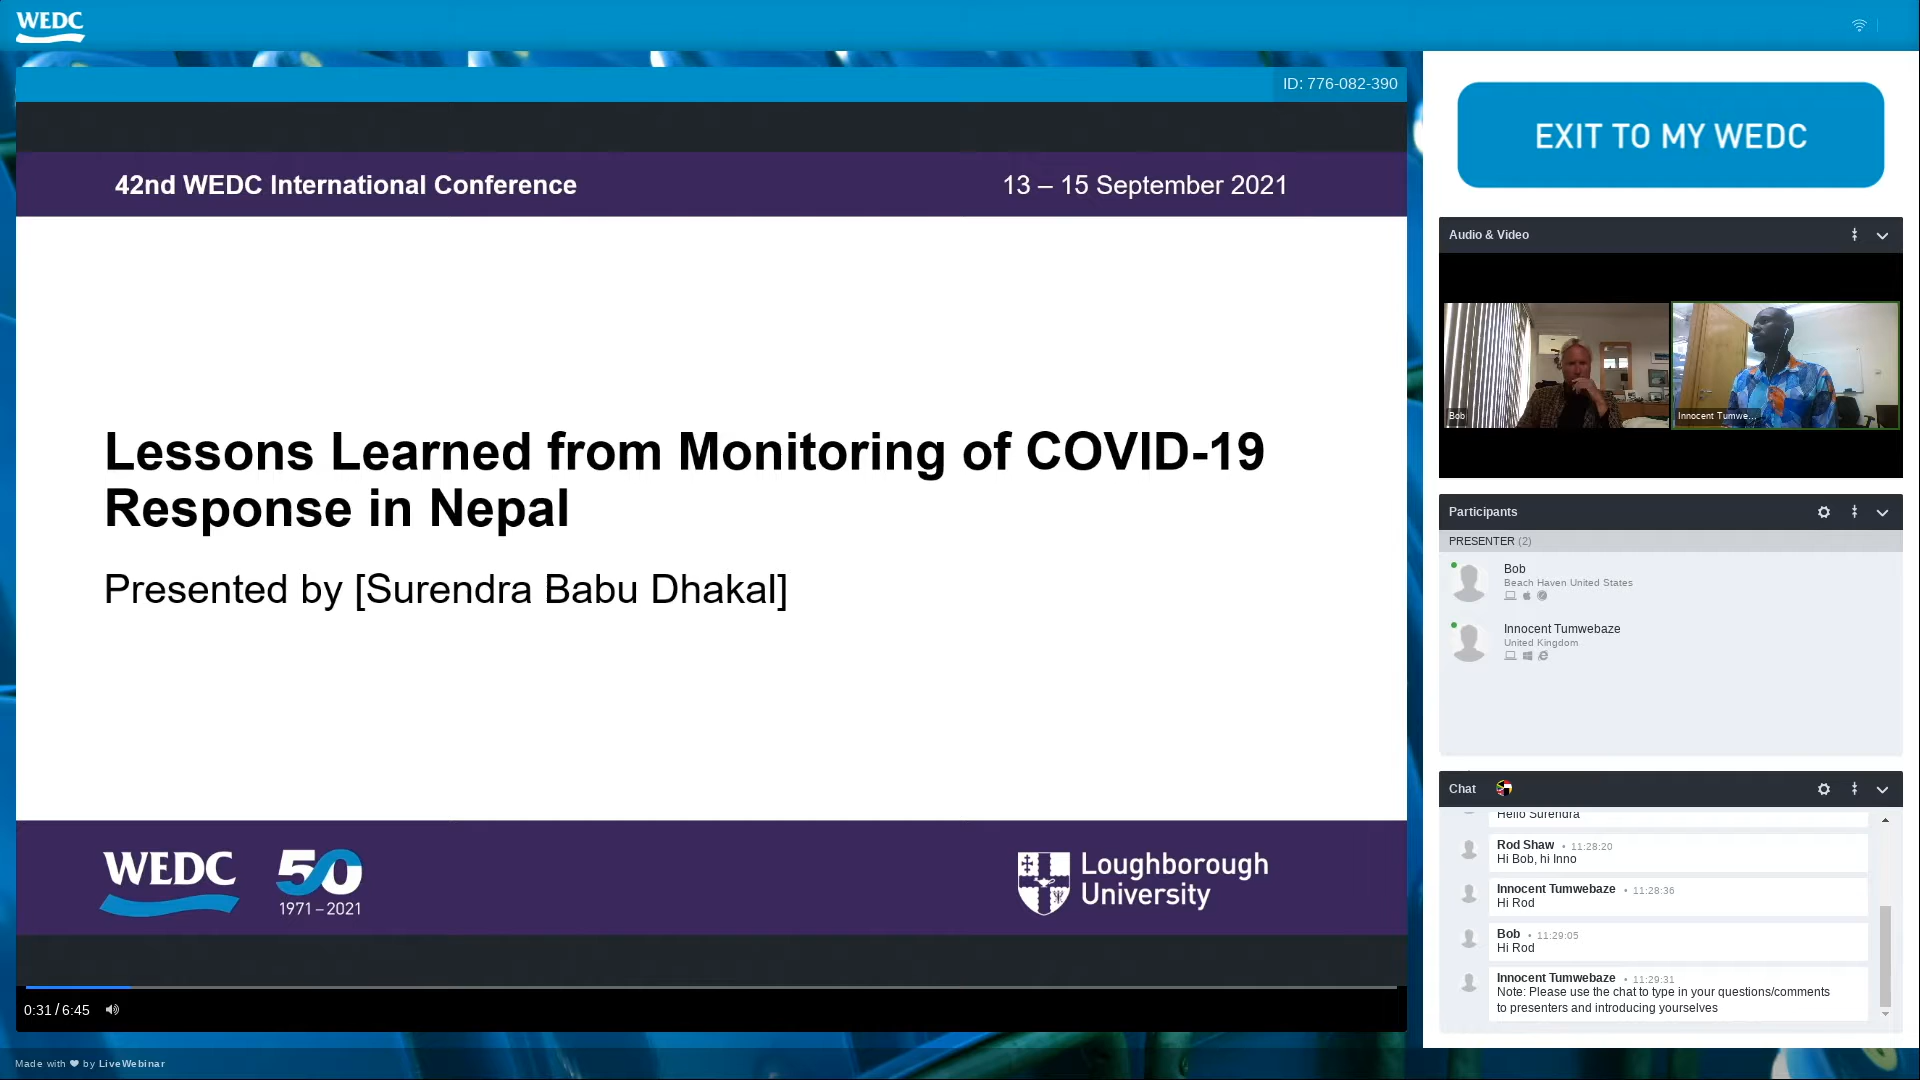 WEDC
ID: 776-082-390
42nd WEDC International Conference
13 – 15 September 2021
Lessons Learned from Monitoring of COVID-19
Response in Nepal
Presented by [Surendra Babu Dhakal]
WEDC
50
1971 – 2021
Loughborough
University
0:31 / 6:45
Made with by LiveWebinar
EXIT TO MY WEDC
Audio & Video
Bob
Innocent Tumwe...
Participants
PRESENTER (2)
Bob
Beach Haven United States
Innocent Tumwebaze
United Kingdom
Chat
Hello Surendra
Rod Shaw • 11:28:20
Hi Bob, hi Inno
Innocent Tumwebaze • 11:28:36
Hi Rod
Bob • 11:29:05
Hi Rod
Innocent Tumwebaze • 11:29:31
Note: Please use the chat to type in your questions/comments
to presenters and introducing yourselves